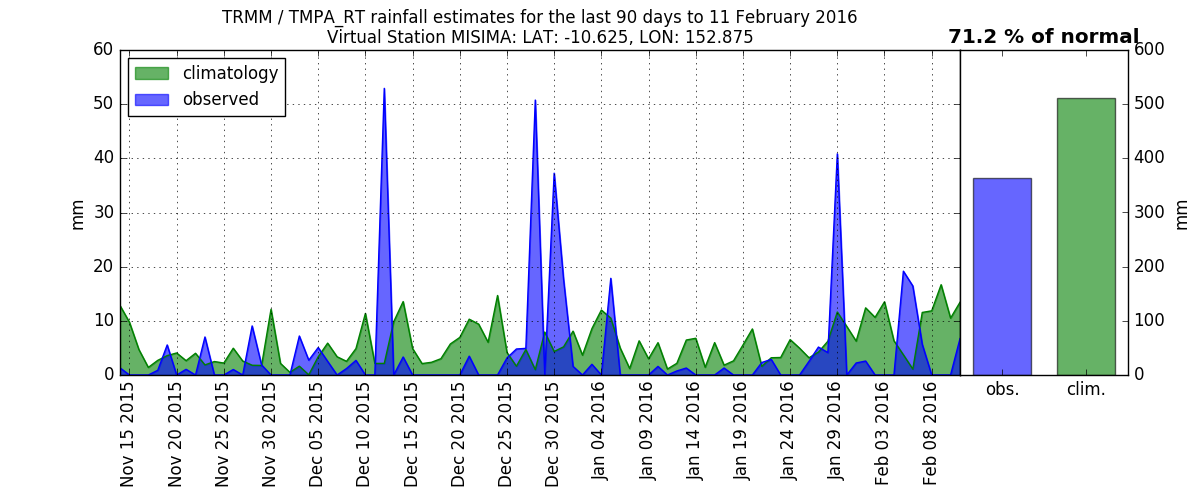 TRMM / TMPA_RT rainfall estimates for the last 90 days to 11 February 2016
Virtual Station MISIMA: LAT: -10.625, LON: 152.875
71.2 % of normal
climatology
observed
60
50
40
30
20
10
0
mm
Nov 15 2015
Nov 20 2015
Nov 25 2015
Nov 30 2015
Dec 05 2015
Dec 10 2015
Dec 15 2015
Dec 20 2015
Dec 25 2015
Dec 30 2015
Jan 04 2016
Jan 09 2016
Jan 14 2016
Jan 19 2016
Jan 24 2016
Jan 29 2016
Feb 03 2016
Feb 08 2016
600
500
400
300
200
100
0
mm
obs.
clim.